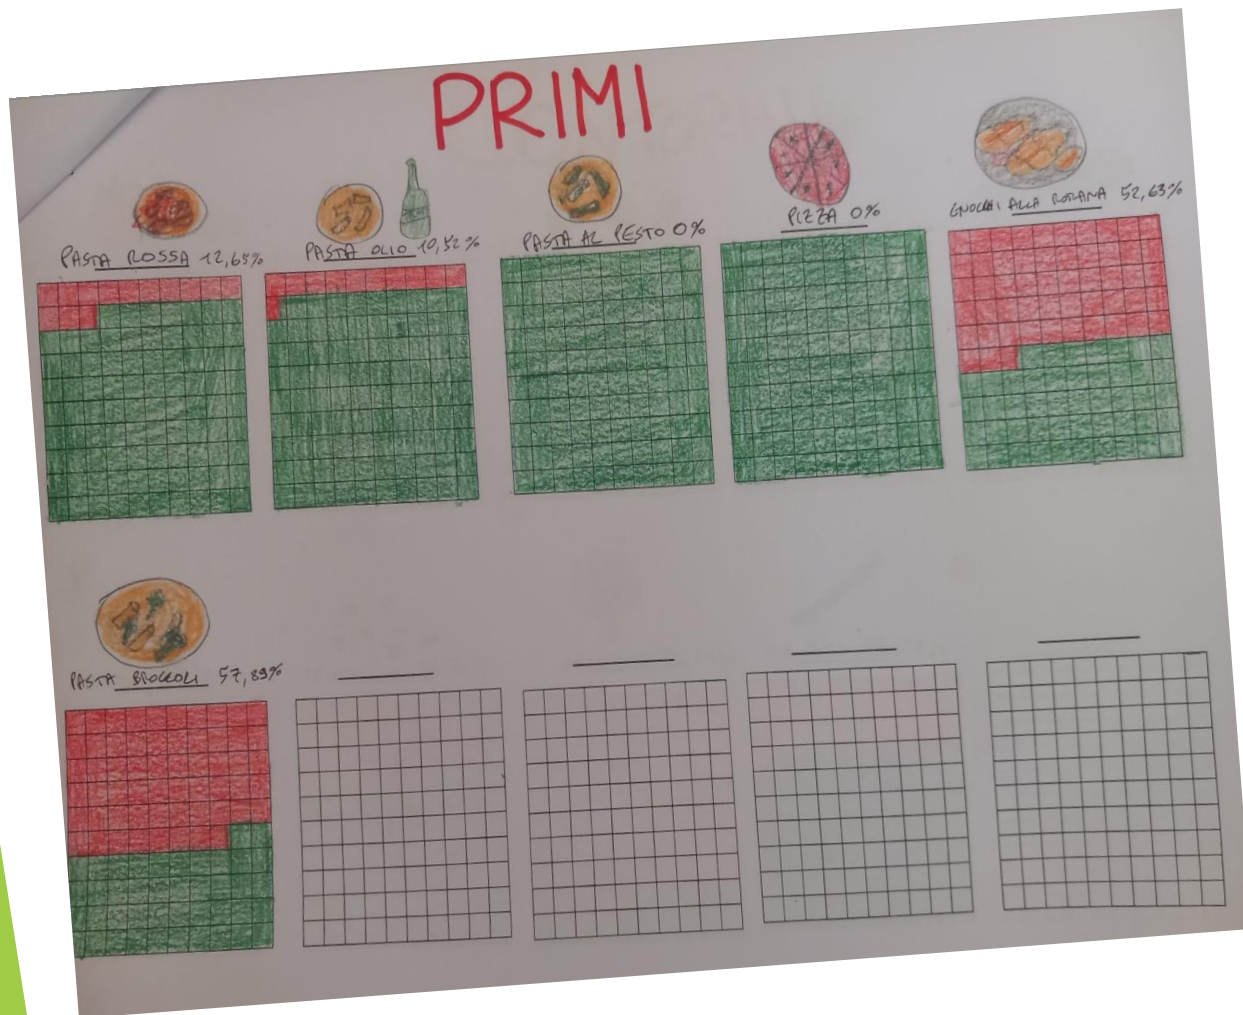 PRIMI
PASTA ROSSA 12,65%
PASTA OLIO 10,52%
PASTA AL PESTO 0%
PIZZA 0%
GNOCCHI ALLA ROMANA 52,63%
PASTA BROCCOLI 57,89%